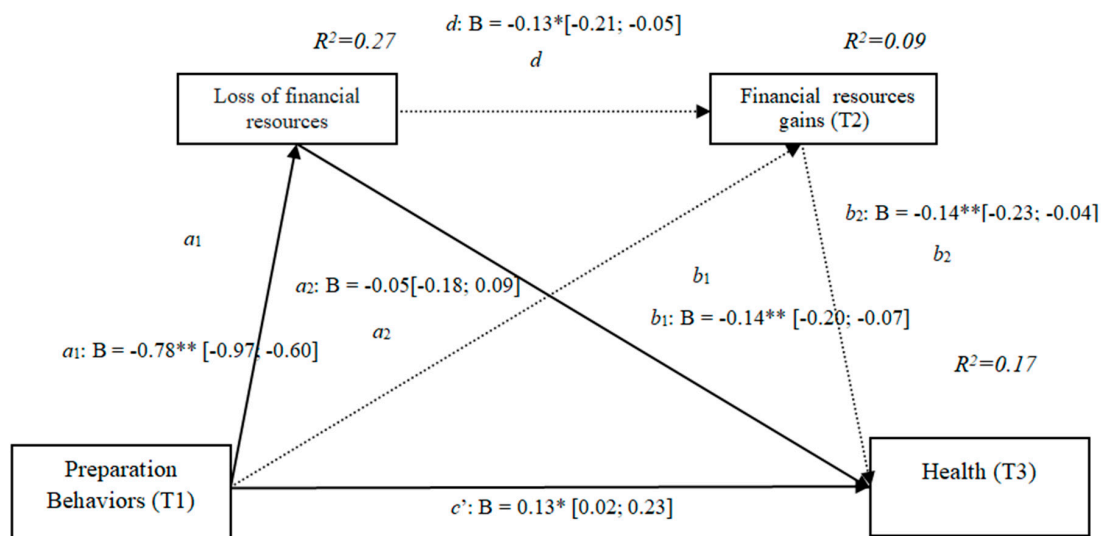 d: B = -0.13*[-0.21; -0.05]
R²=0.27
R²=0.09
d
Loss of financial
resources
Financial resources
gains (T2)
b2: B = -0.14**[-0.23; -0.04]
a1
b2
b1
a2: B = -0.05[-0.18; 0.09]
b1: B = -0.14** [-0.20; -0.07]
a2
a1: B = -0.78** [-0.97; -0.60]
R²=0.17
Preparation
Behaviors (T1)
Health (T3)
c’: B = 0.13* [0.02; 0.23]